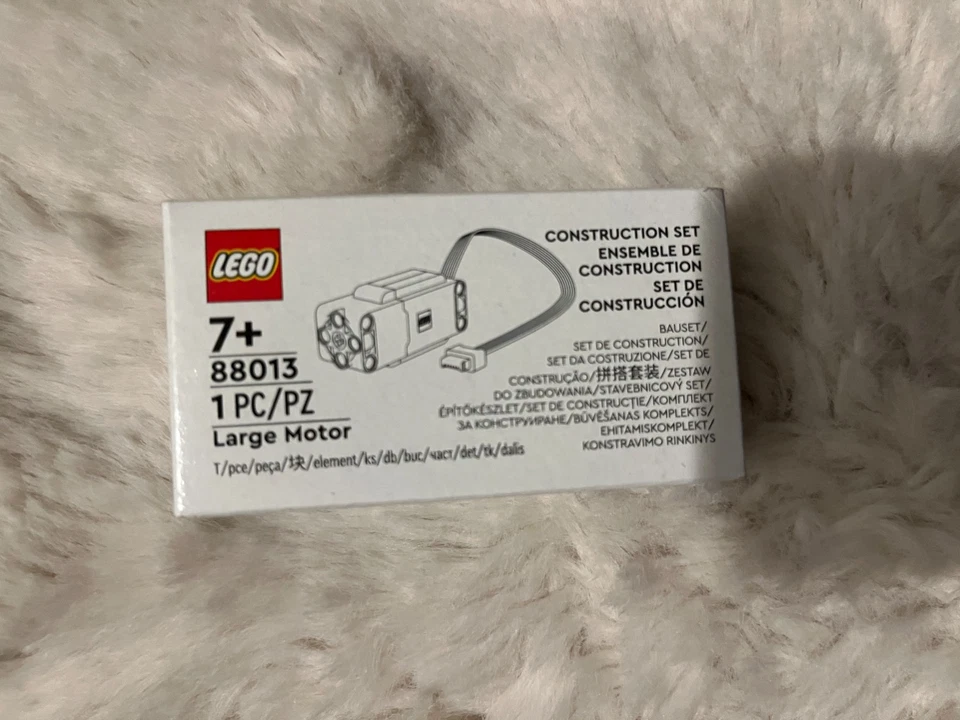 LEGO
7+
88013
1 PC/PZ
Large Motor
T/pce/peça/块/element/ks/db/buc/част/det/tk/dalis
CONSTRUCTION SET
ENSEMBLE DE
CONSTRUCTION
SET DE
CONSTRUCCIÓN
BAUSET/
SET DE CONSTRUCTION/
SET DA COSTRUZIONE/SET DE
CONSTRUÇÃO/拼搭套装/ZESTAW
DO ZBUDOWANIA/STAVEBNICOVÝ SET/
ÉPÍTŐKÉSZLET/SET DE CONSTRUCȚIE/КОМПЛЕКТ
ЗА КОНСТРУИРАНЕ/BŪVĒŠANAS KOMPLEKTS/
EHITAMISKOMPLEKT/
KONSTRAVIMO RINKINYS